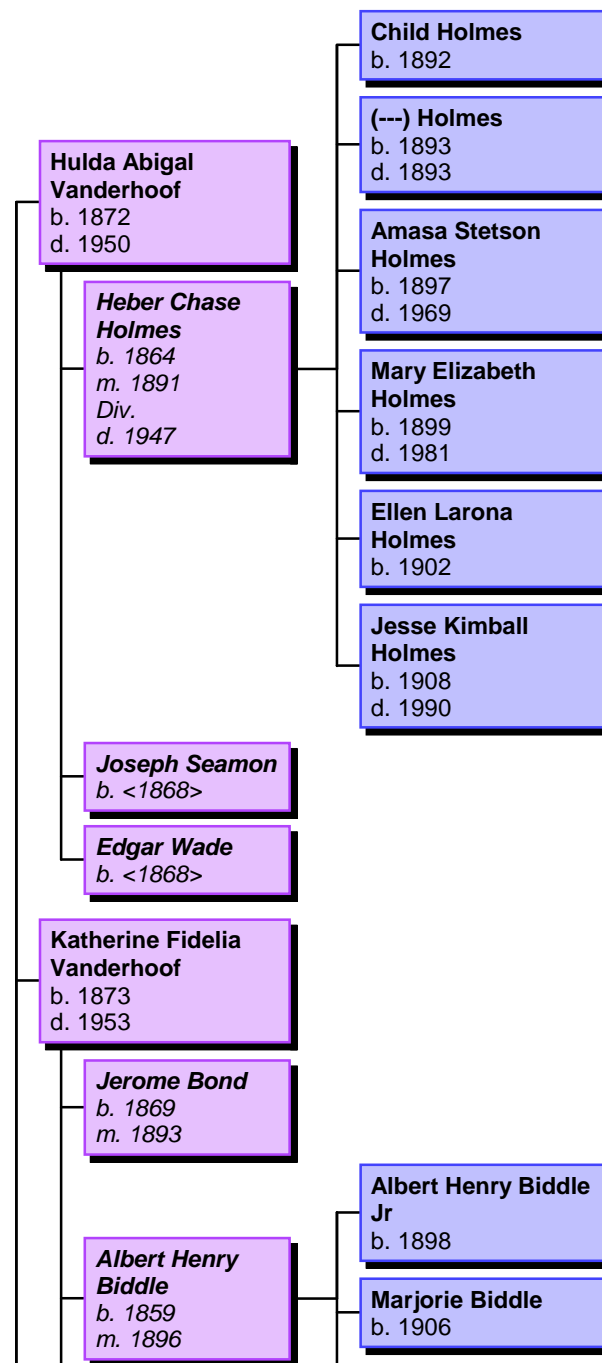 Child Holmes
b. 1892
(---) Holmes
b. 1893
d. 1893
Hulda Abigal
Vanderhoof
b. 1872
d. 1950
Amasa Stetson
Holmes
b. 1897
d. 1969
Heber Chase
Holmes
b. 1864
m. 1891
Div.
d. 1947
Mary Elizabeth
Holmes
b. 1899
d. 1981
Ellen Larona
Holmes
b. 1902
Jesse Kimball
Holmes
b. 1908
d. 1990
Joseph Seamon
b. <1868>
Edgar Wade
b. <1868>
Katherine Fidelia
Vanderhoof
b. 1873
d. 1953
Jerome Bond
b. 1869
m. 1893
Albert Henry Biddle
Jr
b. 1898
Albert Henry
Biddle
b. 1859
m. 1896
Marjorie Biddle
b. 1906